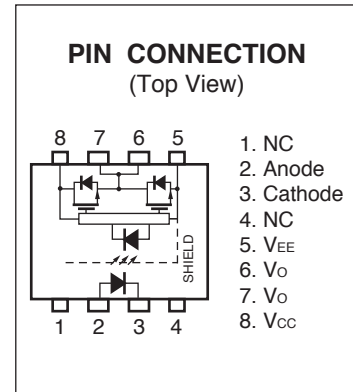 PIN CONNECTION
(Top View)
8 7 6 5
SHIELD
1 2 3 4
1. NC
2. Anode
3. Cathode
4. NC
5. VEE
6. VO
7. VO
8. VCC